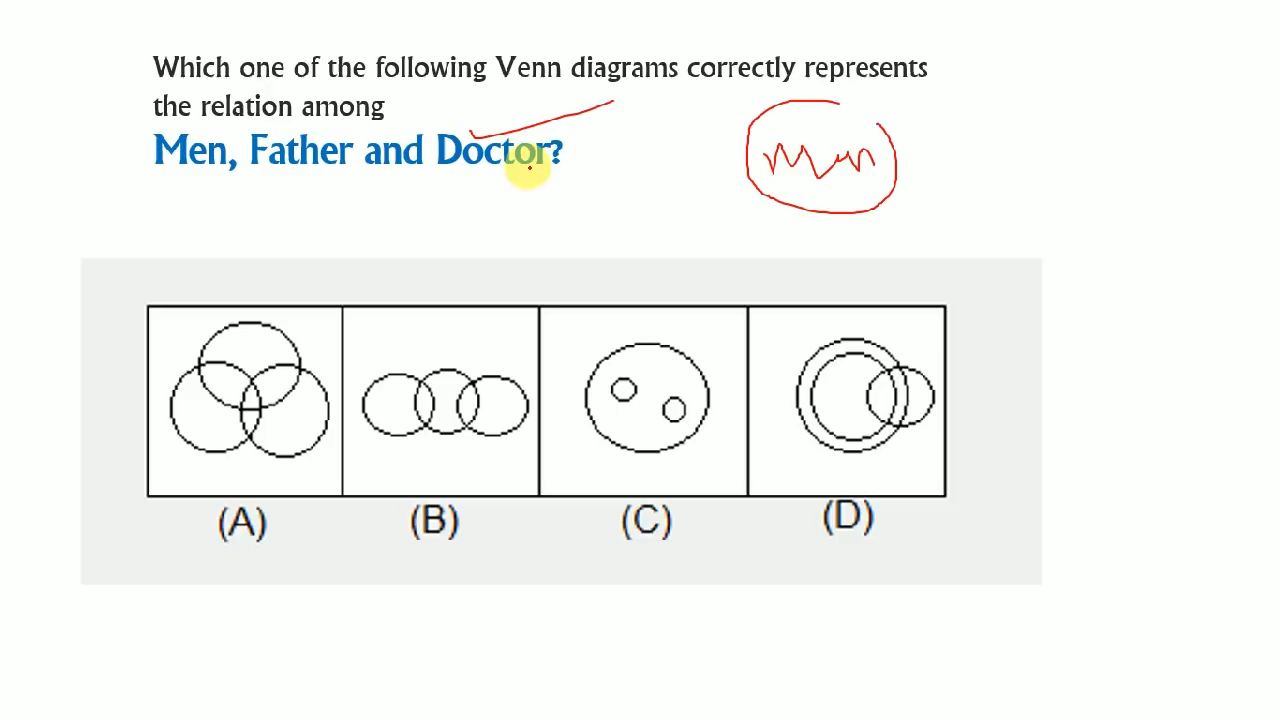 Which one of the following Venn diagrams correctly represents
the relation among
Men, Father and Doctor?
Men
(A) (B) (C) (D)